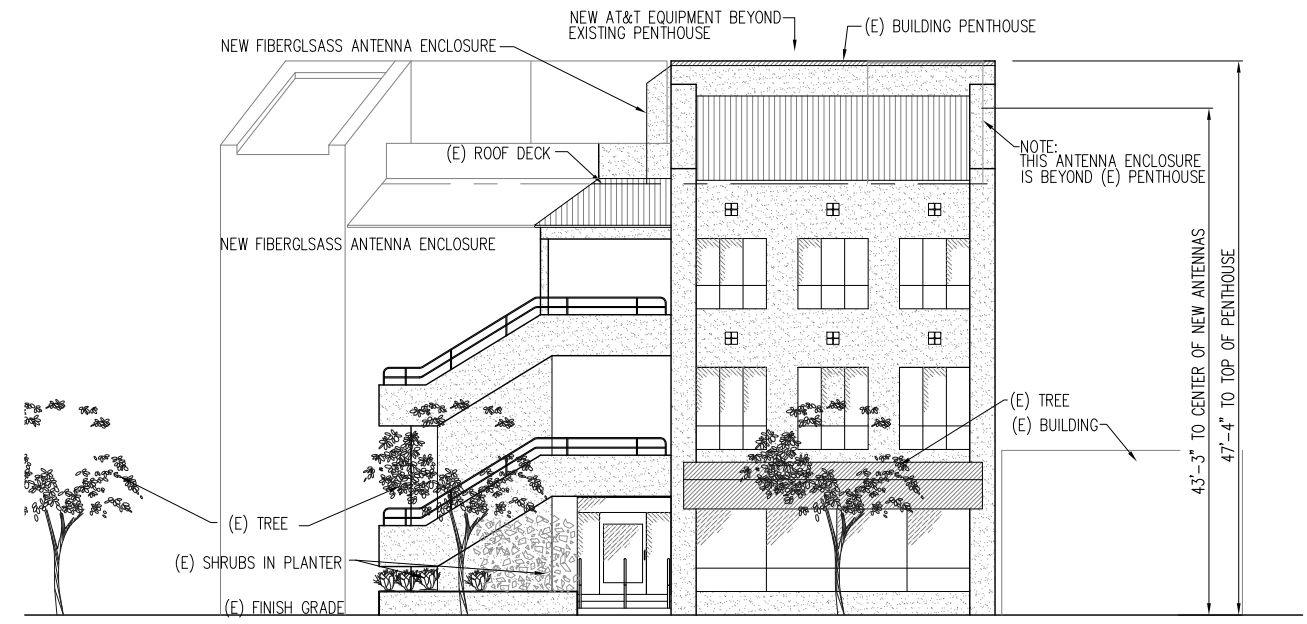 NEW AT&T EQUIPMENT BEYOND
EXISTING PENTHOUSE
(E) BUILDING PENTHOUSE
NEW FIBERGLSASS ANTENNA ENCLOSURE
(E) ROOF DECK
NOTE:
THIS ANTENNA ENCLOSURE
IS BEYOND (E) PENTHOUSE
NEW FIBERGLSASS ANTENNA ENCLOSURE
43'-3" TO CENTER OF NEW ANTENNAS
47'-4" TO TOP OF PENTHOUSE
(E) TREE
(E) BUILDING
(E) TREE
(E) SHRUBS IN PLANTER
(E) FINISH GRADE